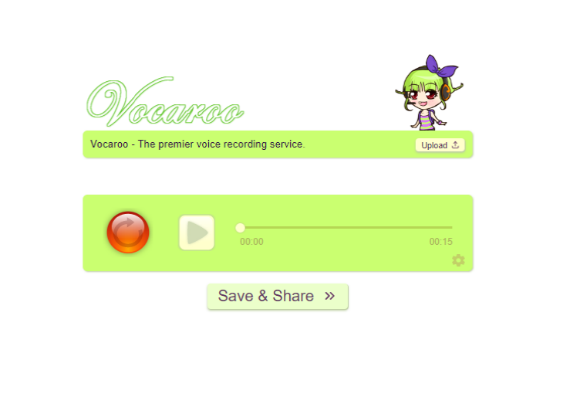 Vocaroo
Vocaroo - The premier voice recording service.
Upload
00:00
00:15
Save & Share »